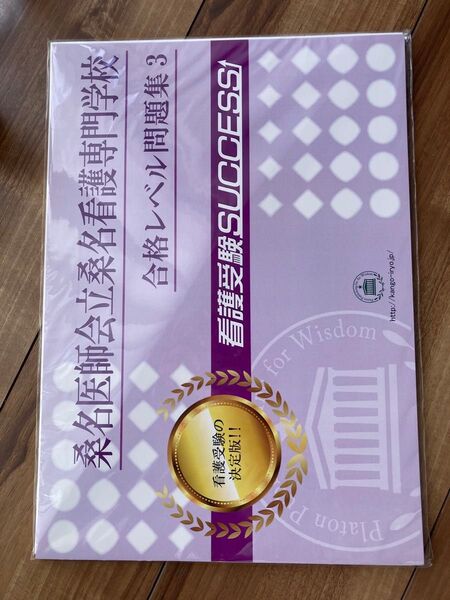 桑名医師会立桑名看護専門学校
合格レベル問題集3
看護受験SUCCESS!
看護受験の
決定版!!
http://kango-iryo.jp/
for Wisdom
Platon P